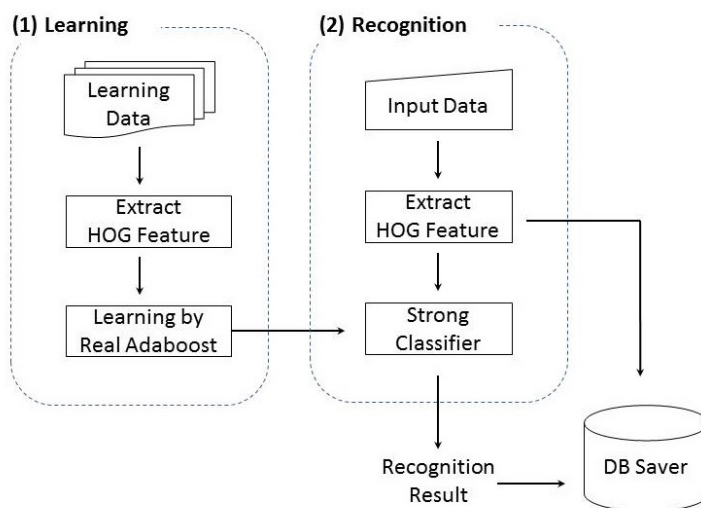 (1) Learning
Learning
Data
Extract
HOG Feature
Learning by
Real Adaboost
(2) Recognition
Input Data
Extract
HOG Feature
Strong
Classifier
Recognition
Result
DB Saver